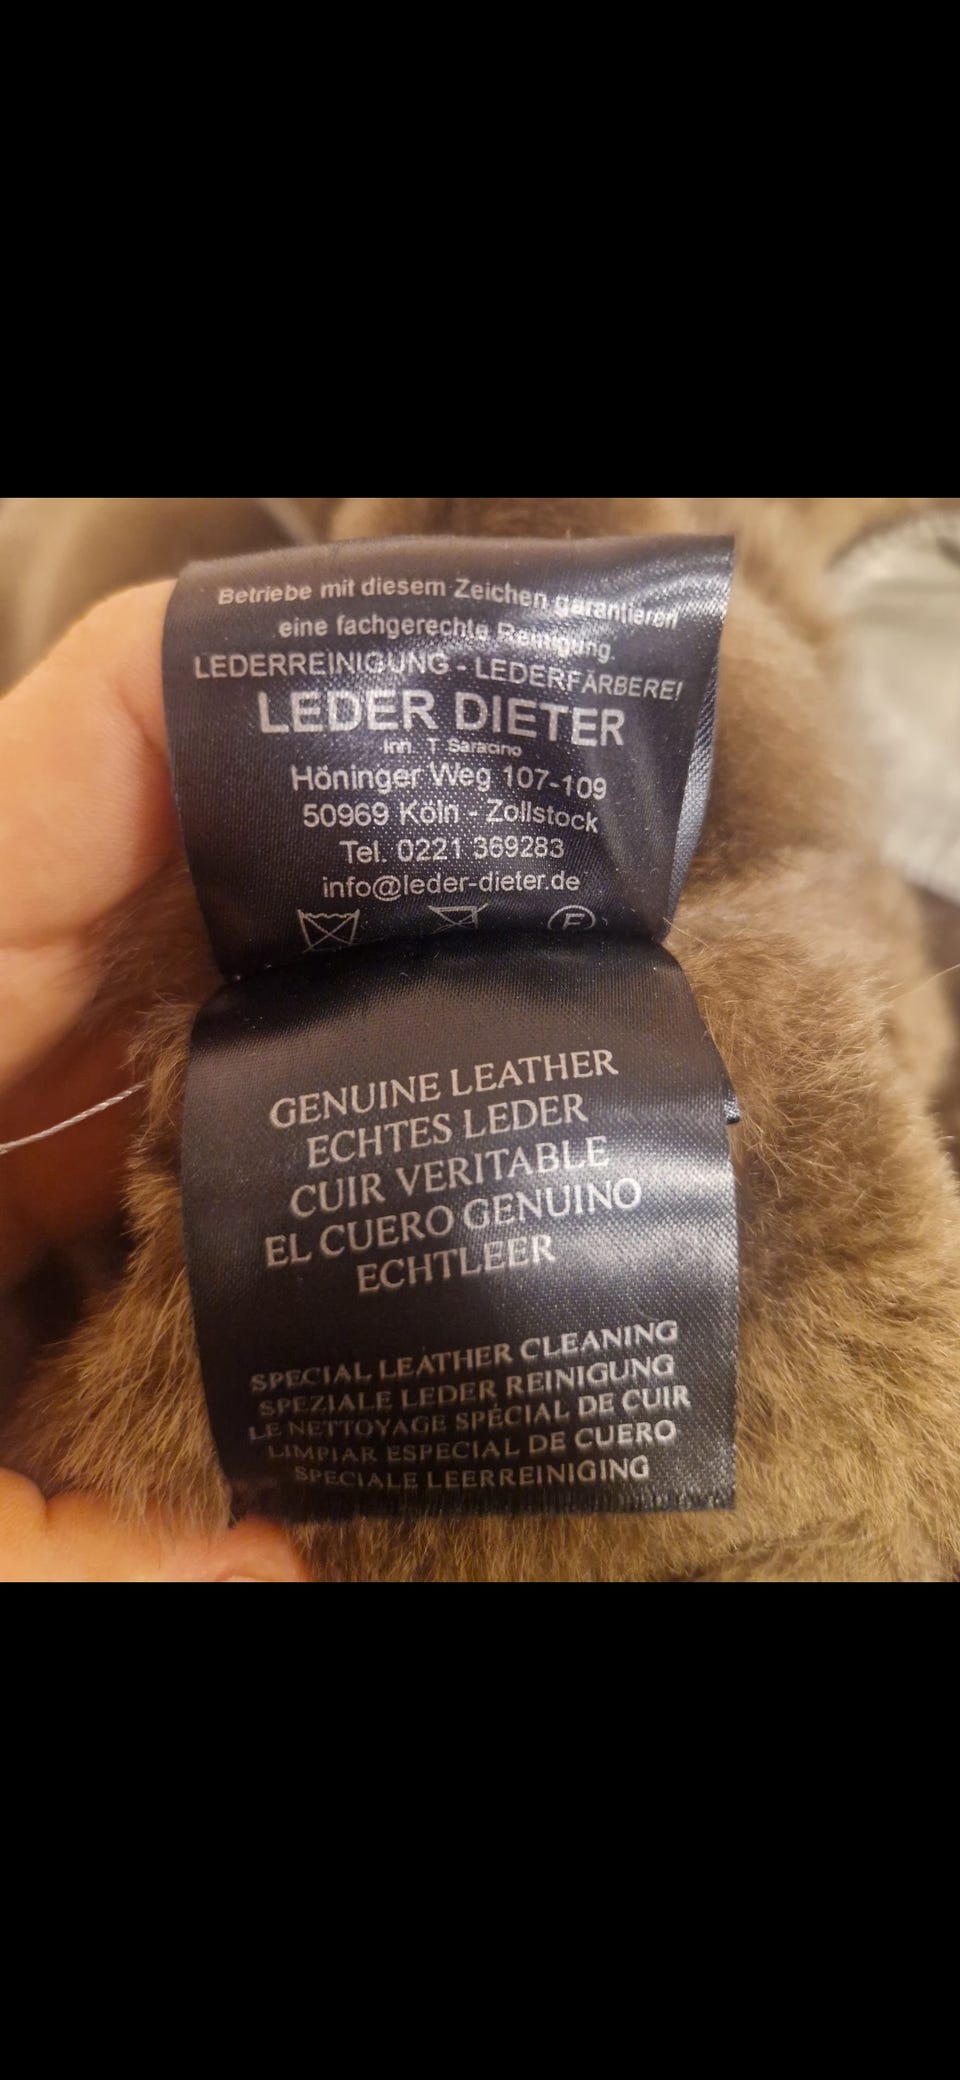 Betriebe mit diesem Zeichen garantieren
eine fachgerechte Reinigung.
LEDERREINIGUNG - LEDERFÄRBEREI
LEDER DIETER
Inh. T. Saracino
Höninger Weg 107-109
50969 Köln - Zollstock
Tel. 0221 369283
info@leder-dieter.de
F
GENUINE LEATHER
ECHTES LEDER
CUIR VERITABLE
EL CUERO GENUINO
ECHTLEER
SPECIAL LEATHER CLEANING
SPEZIALE LEDER REINIGUNG
LE NETTOYAGE SPÉCIAL DE CUIR
LIMPIAR ESPECIAL DE CUERO
SPECIALE LEERREINIGING